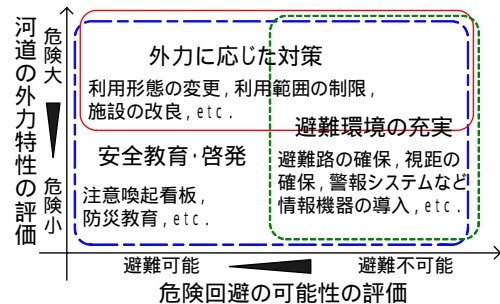 河道の外力特性の評価
危険大
危険小
外力に応じた対策
利用形態の変更,利用範囲の制限,
施設の改良,etc.
避難環境の充実
避難路の確保,視距の
確保,警報システムなど
情報機器の導入,etc.
安全教育・啓発
注意喚起看板,
防災教育,etc.
避難可能
避難不可能
危険回避の可能性の評価